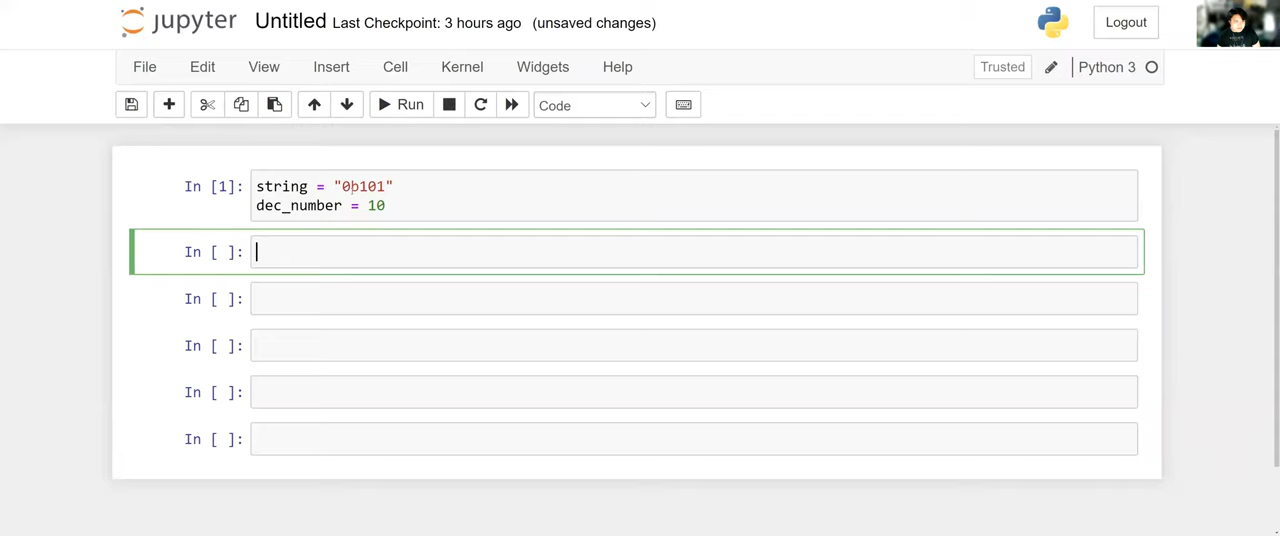 jupyter Untitled Last Checkpoint: 3 hours ago (unsaved changes) Logout
File Edit View Insert Cell Kernel Widgets Help Trusted Python 3
Run Code
In [1]: string = "0b101"
dec_number = 10
In [ ]:
In [ ]:
In [ ]:
In [ ]:
In [ ]: